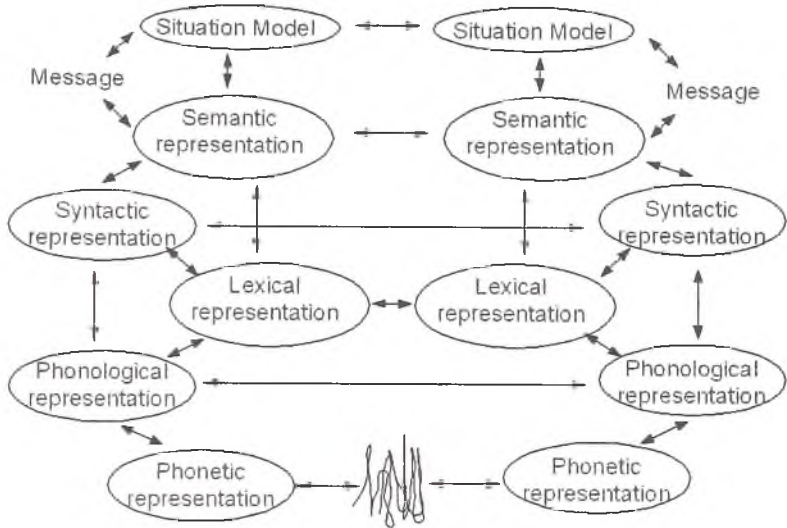 Situation Model
Situation Model
Message
Message
Semantic
representation
Semantic
representation
Syntactic
representation
Syntactic
representation
Lexical
representation
Lexical
representation
Phonological
representation
Phonological
representation
Phonetic
representation
Phonetic
representation